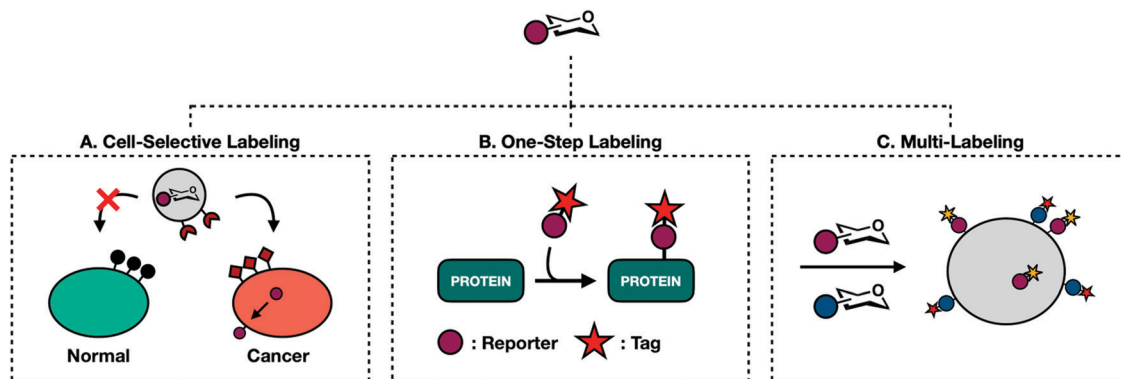 O
A. Cell-Selective Labeling
B. One-Step Labeling
C. Multi-Labeling
O
O
O
PROTEIN
PROTEIN
Normal
Cancer
: Reporter
: Tag